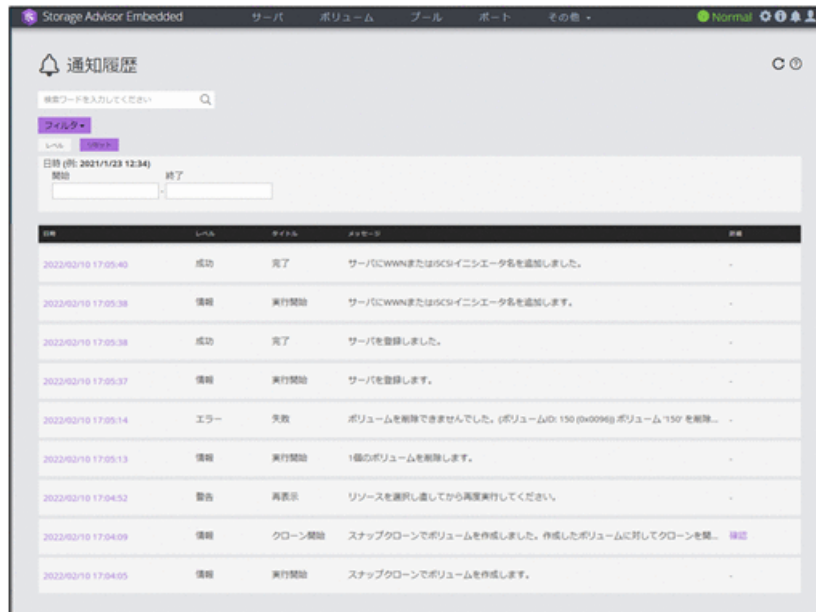 Storage Advisor Embedded サーバ ボリューム プール ポート その他 Normal
通知履歴
検索ワードを入力してください
フィルタ
レベル リセット
日時 (例: 2021/1/23 12:34)
開始 終了
-
日時 レベル タイトル メッセージ 詳細
2022/02/10 17:05:40 成功 完了 サーバにWWNまたはiSCSIイニシエータ名を追加しました。 -
2022/02/10 17:05:38 情報 実行開始 サーバにWWNまたはiSCSIイニシエータ名を追加します。 -
2022/02/10 17:05:38 成功 完了 サーバを登録しました。 -
2022/02/10 17:05:37 情報 実行開始 サーバを登録します。 -
2022/02/10 17:05:14 エラー 失敗 ボリュームを削除できませんでした。(ボリュームID: 150 (0x0096)) ボリューム '150' を削除... -
2022/02/10 17:05:13 情報 実行開始 1個のボリュームを削除します。 -
2022/02/10 17:04:52 警告 再表示 リソースを選択し直してから再度実行してください。 -
2022/02/10 17:04:09 情報 クローン開始 スナップクローンでボリュームを作成しました。作成したボリュームに対してクローンを開... 確認
2022/02/10 17:04:05 情報 実行開始 スナップクローンでボリュームを作成します。 -